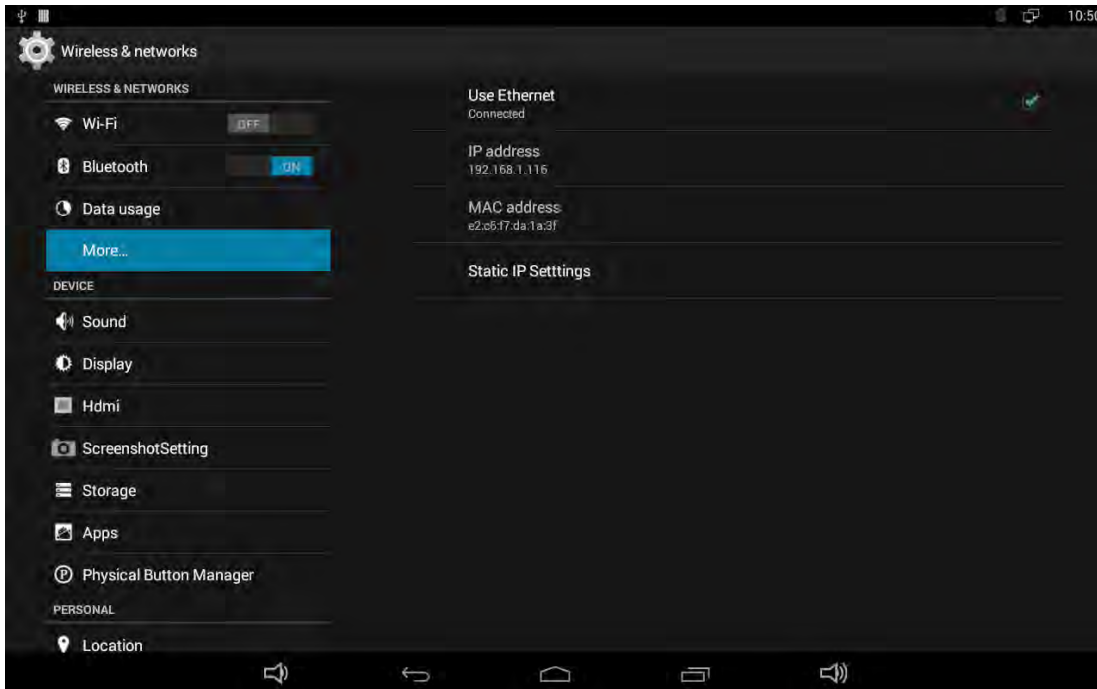 10:50
Wireless & networks
WIRELESS & NETWORKS
Wi-Fi
OFF
Bluetooth
ON
Data usage
More...
DEVICE
Sound
Display
Hdmi
ScreenshotSetting
Storage
Apps
Physical Button Manager
PERSONAL
Location
Use Ethernet
Connected
IP address
192.168.1.116
MAC address
e2:c6:f7:da:1a:3f
Static IP Setttings